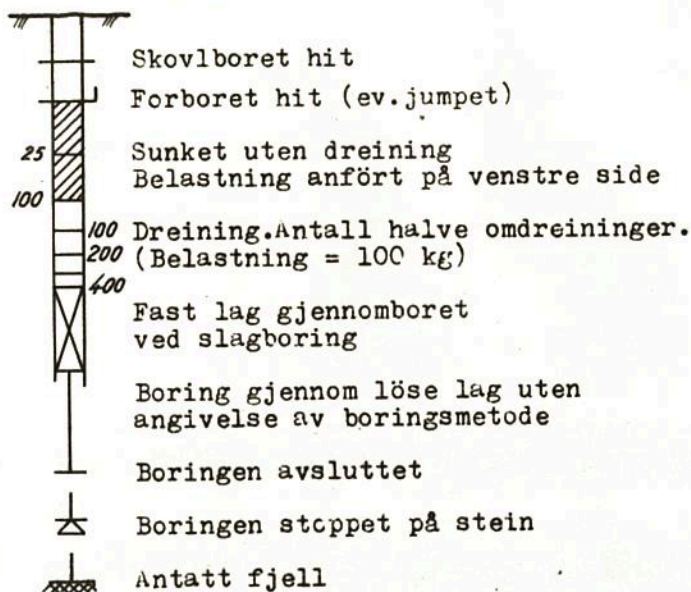 Skovlboret hit
Forboret hit (ev.jumpet)
25 Sunket uten dreining
Belastning anfört på venstre side
100
100 Dreining.Antall halve omdreininger.
200 (Belastning = 100 kg)
400
Fast lag gjennomboret
ved slagboring
Boring gjennom löse lag uten
angivelse av boringsmetode
Boringen avsluttet
Boringen stoppet på stein
Antatt fjell